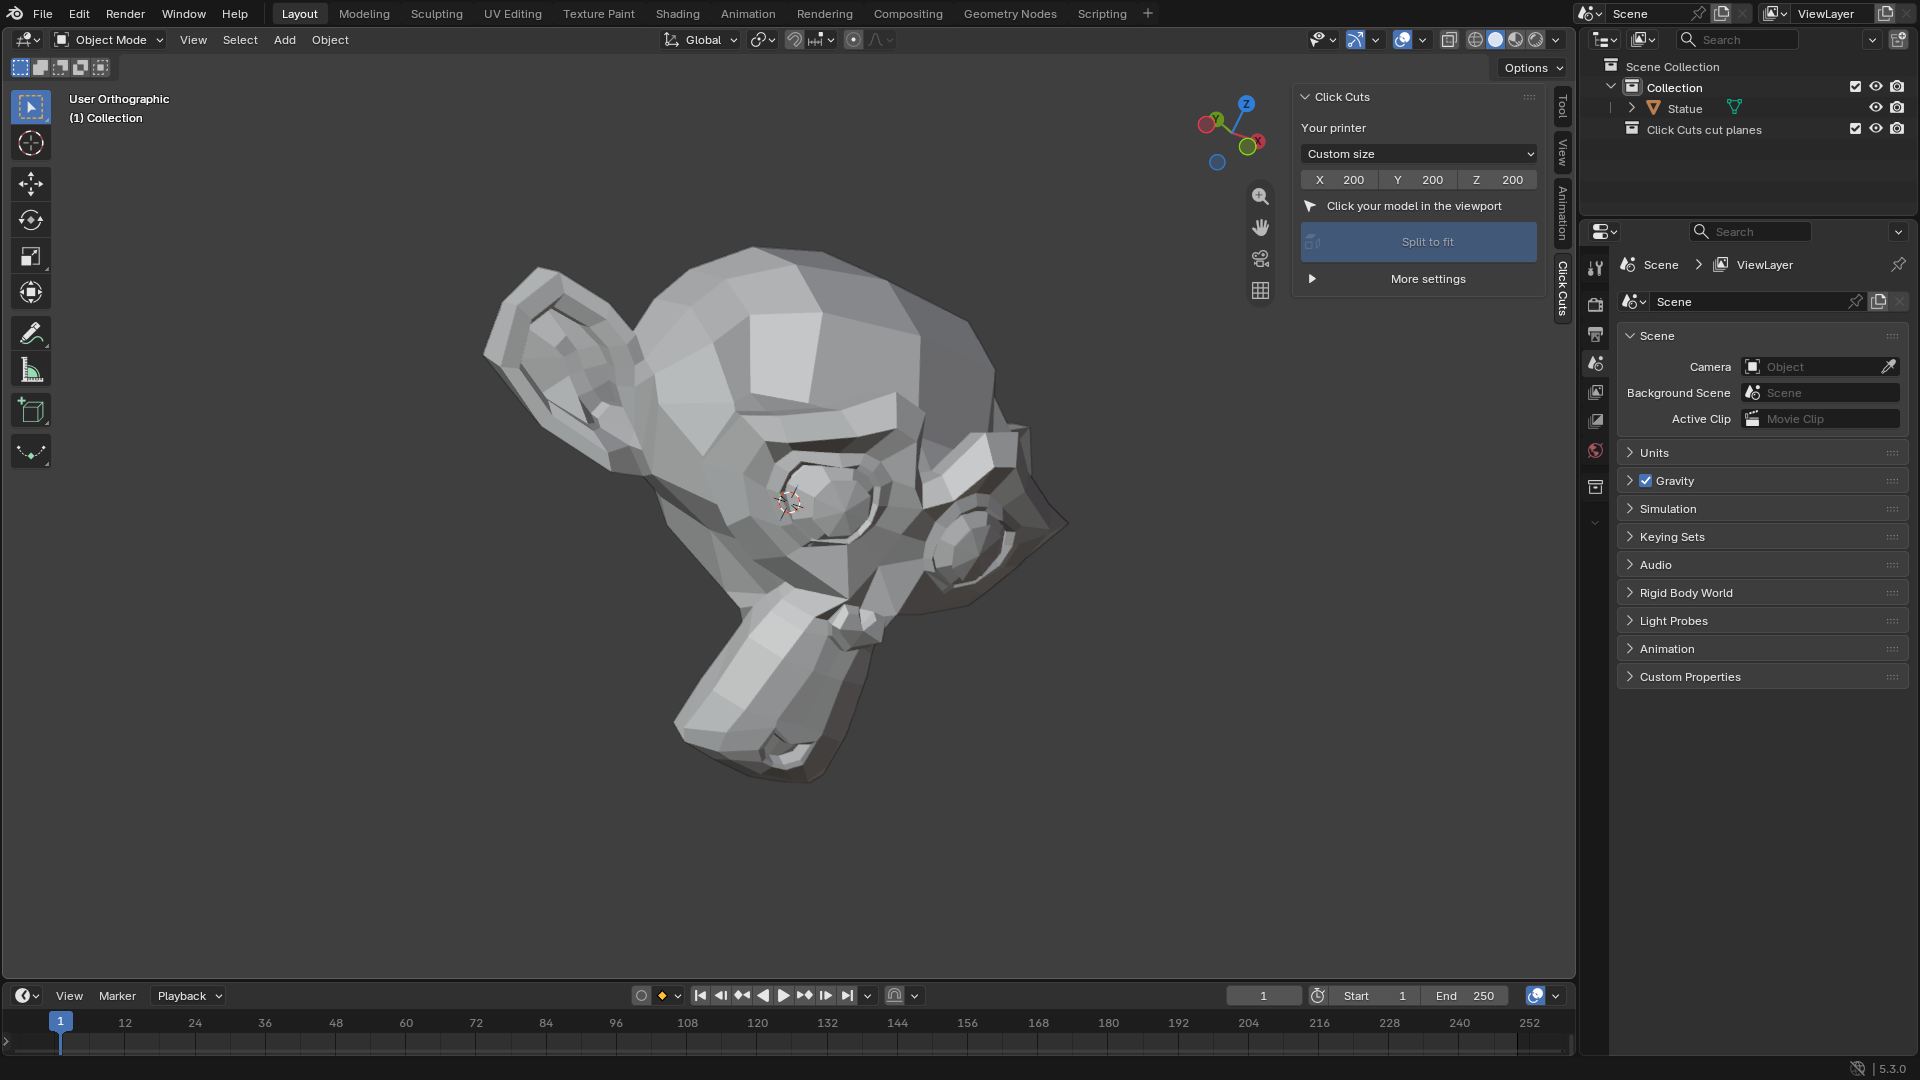 File Edit Render Window Help Layout Modeling Sculpting UV Editing Texture Paint Shading Animation Rendering Compositing Geometry Nodes Scripting + Scene ViewLayer
Object Mode View Select Add Object Global Search
Options
User Orthographic
(1) Collection
Z
Y
X
Click Cuts
Your printer
Custom size
X 200 Y 200 Z 200
Click your model in the viewport
Split to fit
More settings
Tool
View
Animation
Click Cuts
Scene Collection
Collection
Statue
Click Cuts cut planes
Search
Scene > ViewLayer
Scene
Scene
Camera Object
Background Scene Scene
Active Clip Movie Clip
Units
Gravity
Simulation
Keying Sets
Audio
Rigid Body World
Light Probes
Animation
Custom Properties
View Marker Playback 1 Start 1 End 250
1 12 24 36 48 60 72 84 96 108 120 132 144 156 168 180 192 204 216 228 240 252
5.3.0